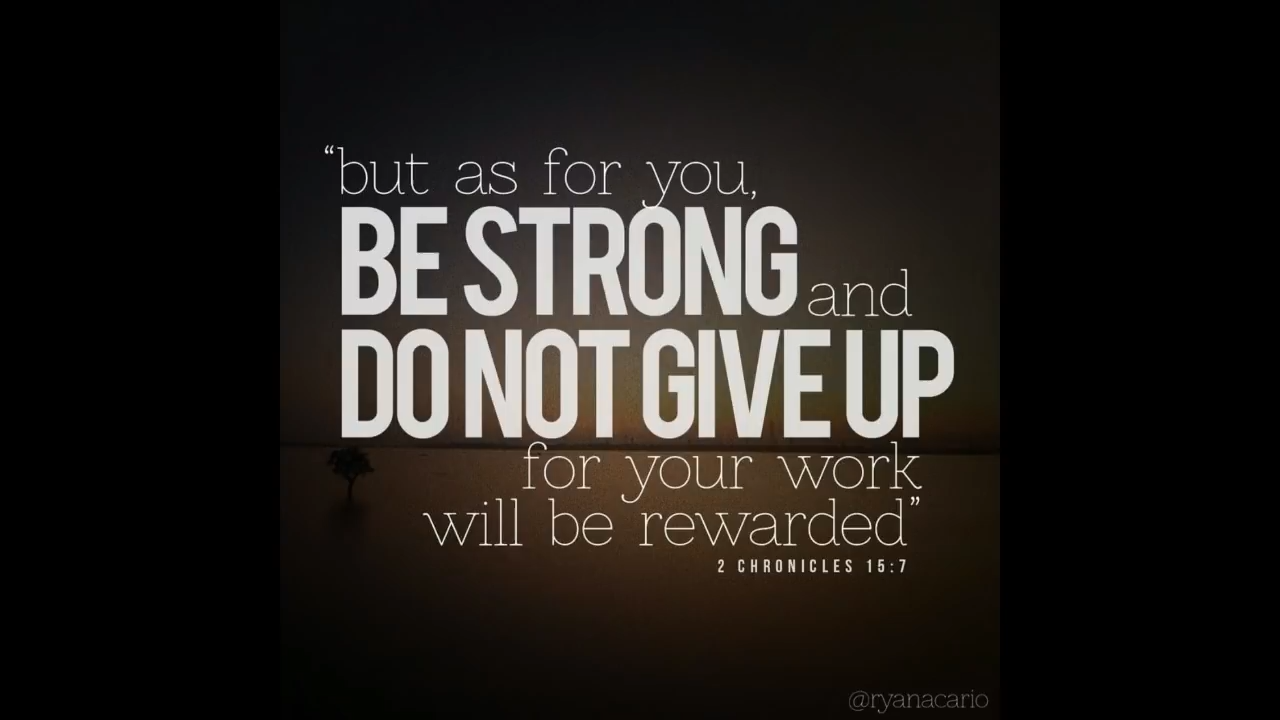 “but as for you,
BE STRONG and
DO NOT GIVE UP
for your work
will be rewarded”
2 CHRONICLES 15:7
@ryanacario